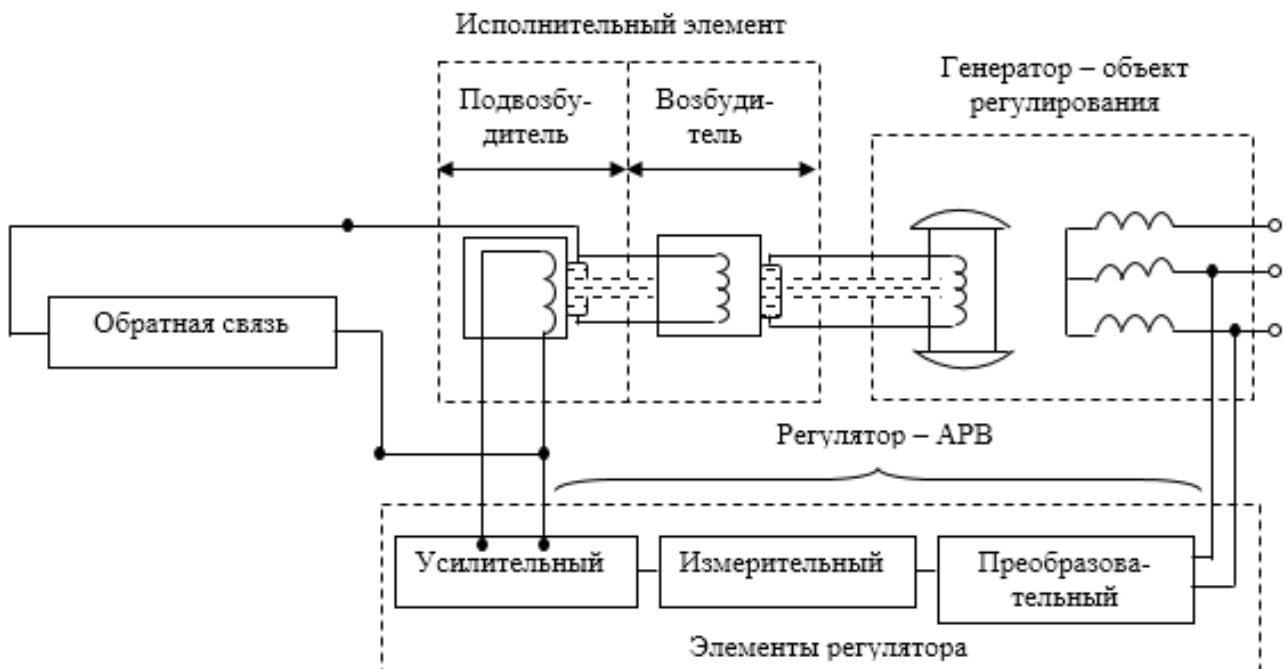 Исполнительный элемент
Генератор – объект
регулирования
Подвозбу-
дитель
Возбуди-
тель
Обратная связь
Регулятор – АРВ
Усилительный
Измерительный
Преобразова-
тельный
Элементы регулятора